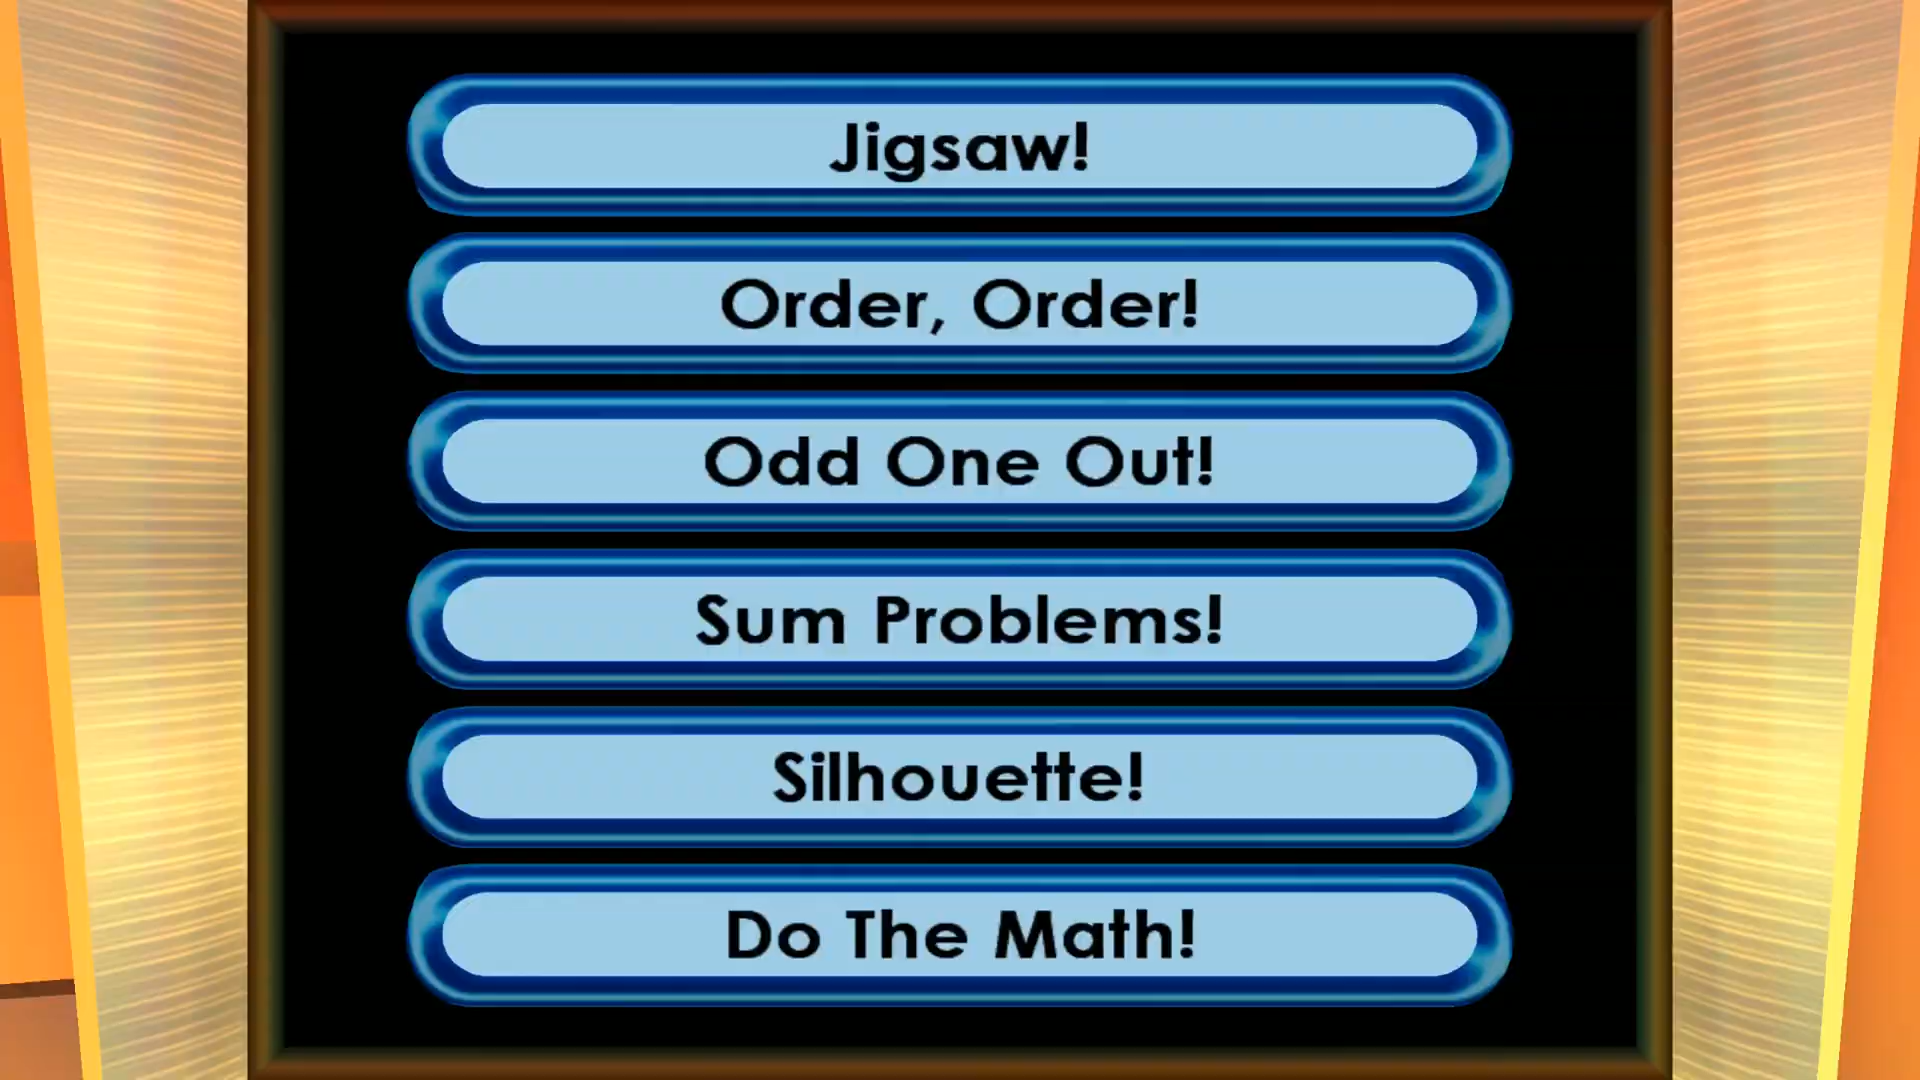 Jigsaw!
Order, Order!
Odd One Out!
Sum Problems!
Silhouette!
Do The Math!